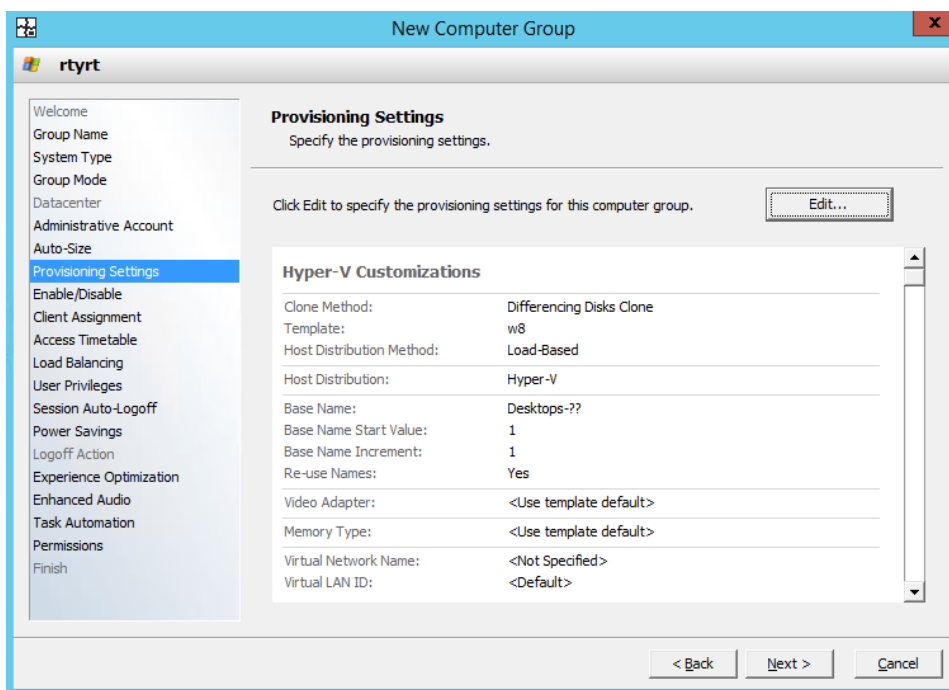 New Computer Group
x
rtyrt
Welcome
Group Name
System Type
Group Mode
Datacenter
Administrative Account
Auto-Size
Provisioning Settings
Enable/Disable
Client Assignment
Access Timetable
Load Balancing
User Privileges
Session Auto-Logoff
Power Savings
Logoff Action
Experience Optimization
Enhanced Audio
Task Automation
Permissions
Finish
Provisioning Settings
Specify the provisioning settings.
Click Edit to specify the provisioning settings for this computer group. Edit...
Hyper-V Customizations
Clone Method: Differencing Disks Clone
Template: w8
Host Distribution Method: Load-Based
Host Distribution: Hyper-V
Base Name: Desktops-??
Base Name Start Value: 1
Base Name Increment: 1
Re-use Names: Yes
Video Adapter: <Use template default>
Memory Type: <Use template default>
Virtual Network Name: <Not Specified>
Virtual LAN ID: <Default>
< Back Next > Cancel